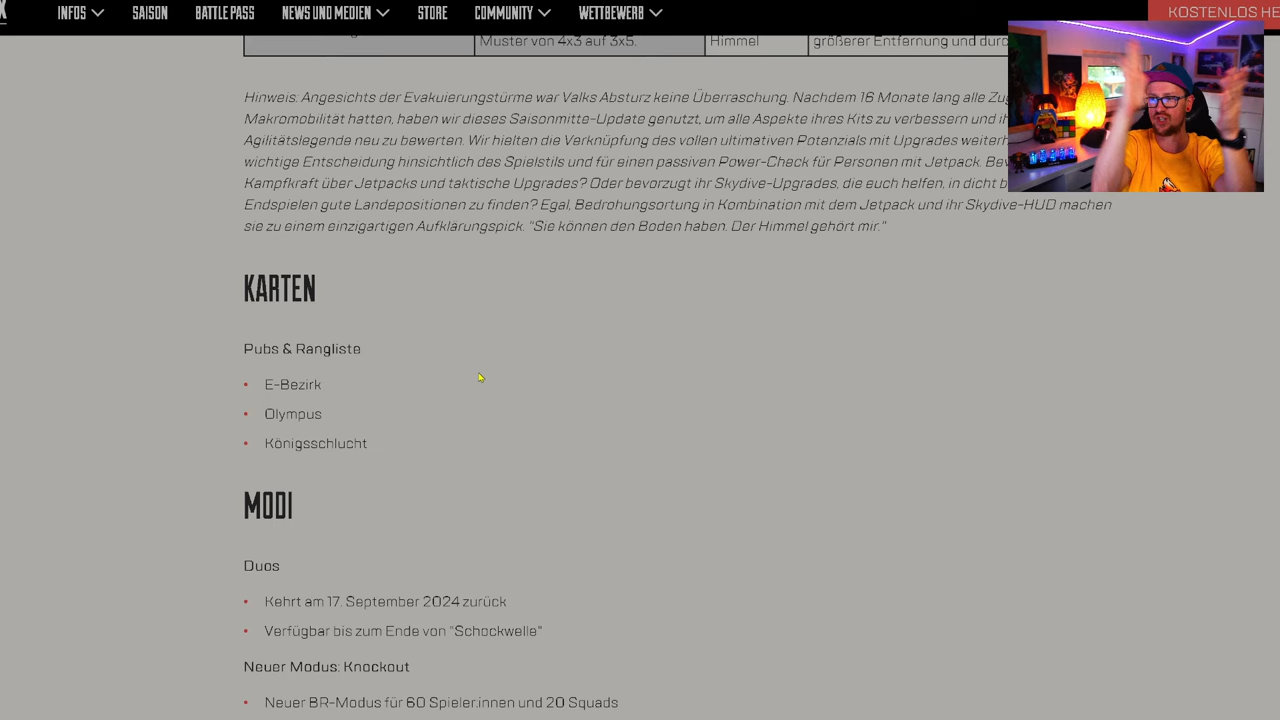 INFOS SAISON BATTLE PASS NEWS UND MEDIEN STORE COMMUNITY WETTBEWERB KOSTENLOS HE
Muster von 4x3 auf 3x5. Himmel größerer Entfernung und durc
Hinweis: Angesichts der Evakuierungstürme war Valks Absturz keine Überraschung. Nachdem 16 Monate lang alle Zug
Makromobilität hatten, haben wir dieses Saisonmitte-Update genutzt, um alle Aspekte ihres Kits zu verbessern und ih
Agilitätslegenden zu bewerten. Wir hielten die Verknüpfung des vollen ultimativen Potenzials mit Upgrades weiterh
wichtige Entscheidung hinsichtlich des Spielstils und für einen passiven Power-Chern für Personen mit Jetpack. Bev
Kampfkraft über Jetpacks und taktische Upgrades? Oder bevorzugt ihr Skydive-Upgrades, die euch helfen, in dicht b
Endspielen gute Landepositionen zu finden? Egal, Bedrohungsortung in Kombination mit dem Jetpack und ihr Skydive-HUD machen
sie zu einem einzigartigen Aufklärungspick. "Sie können den Boden haben. Der Himmel gehört mir."
KARTEN
Pubs & Rangliste
• E-Bezirk
• Olympus
• Königsschlucht
MODI
Duos
• Kehrt am 17. September 2024 zurück
• Verfügbar bis zum Ende von "Schockwelle"
Neuer Modus: Knockout
• Neuer BR-Modus für 60 Spieler:innen und 20 Squads